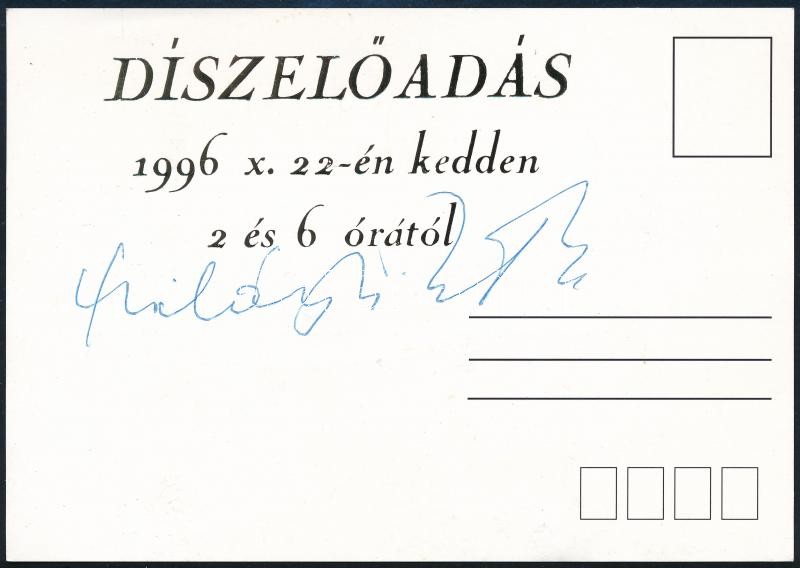 DÍSZELŐADÁS
1996 x. 22-én kedden
2 és 6 órától